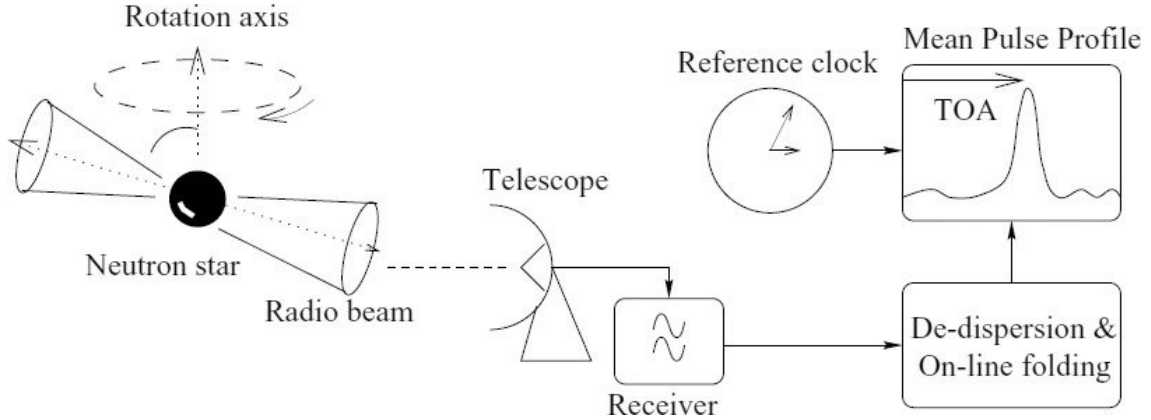 Rotation axis
Neutron star
Radio beam
Telescope
Receiver
Reference clock
Mean Pulse Profile
TOA
De-dispersion &
On-line folding